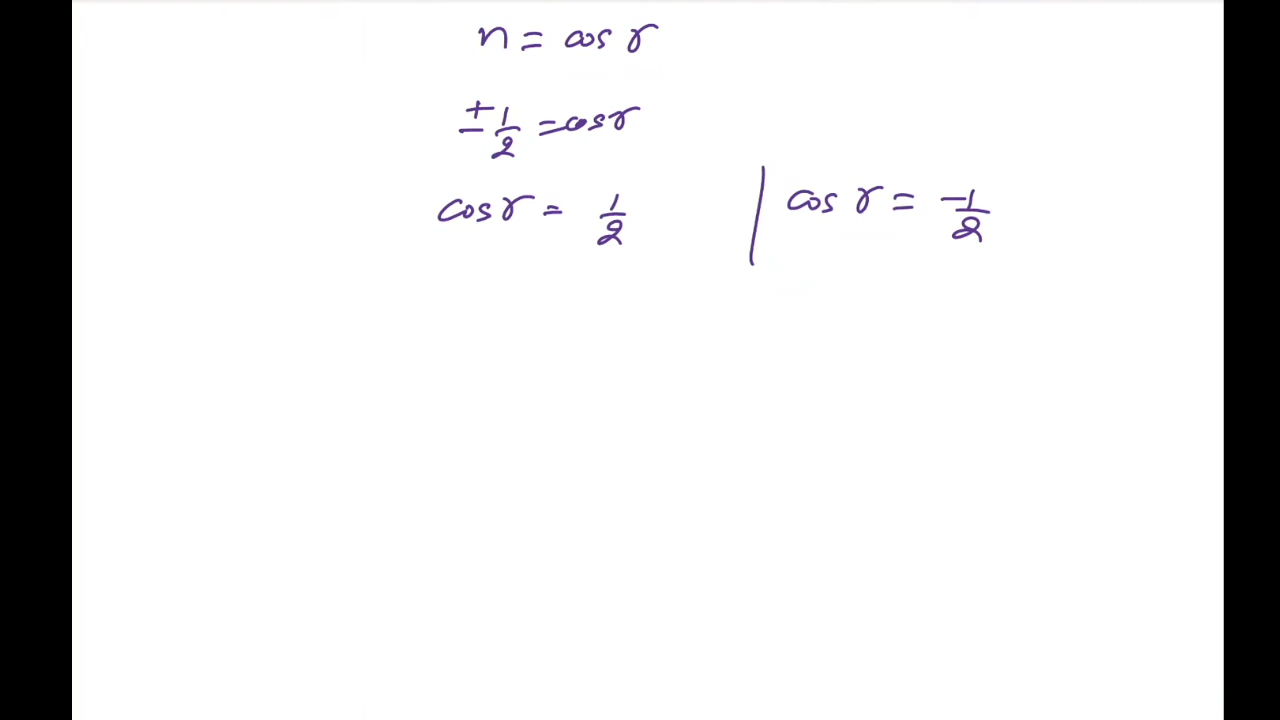 n = cos r
± 1/2 = cos r
cos r = 1/2 | cos r = -1/2